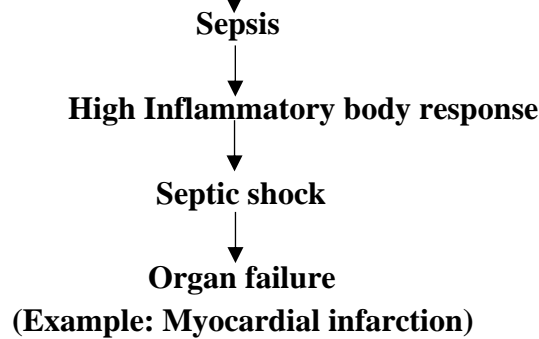 Sepsis
High Inflammatory body response
Septic shock
Organ failure
(Example: Myocardial infarction)